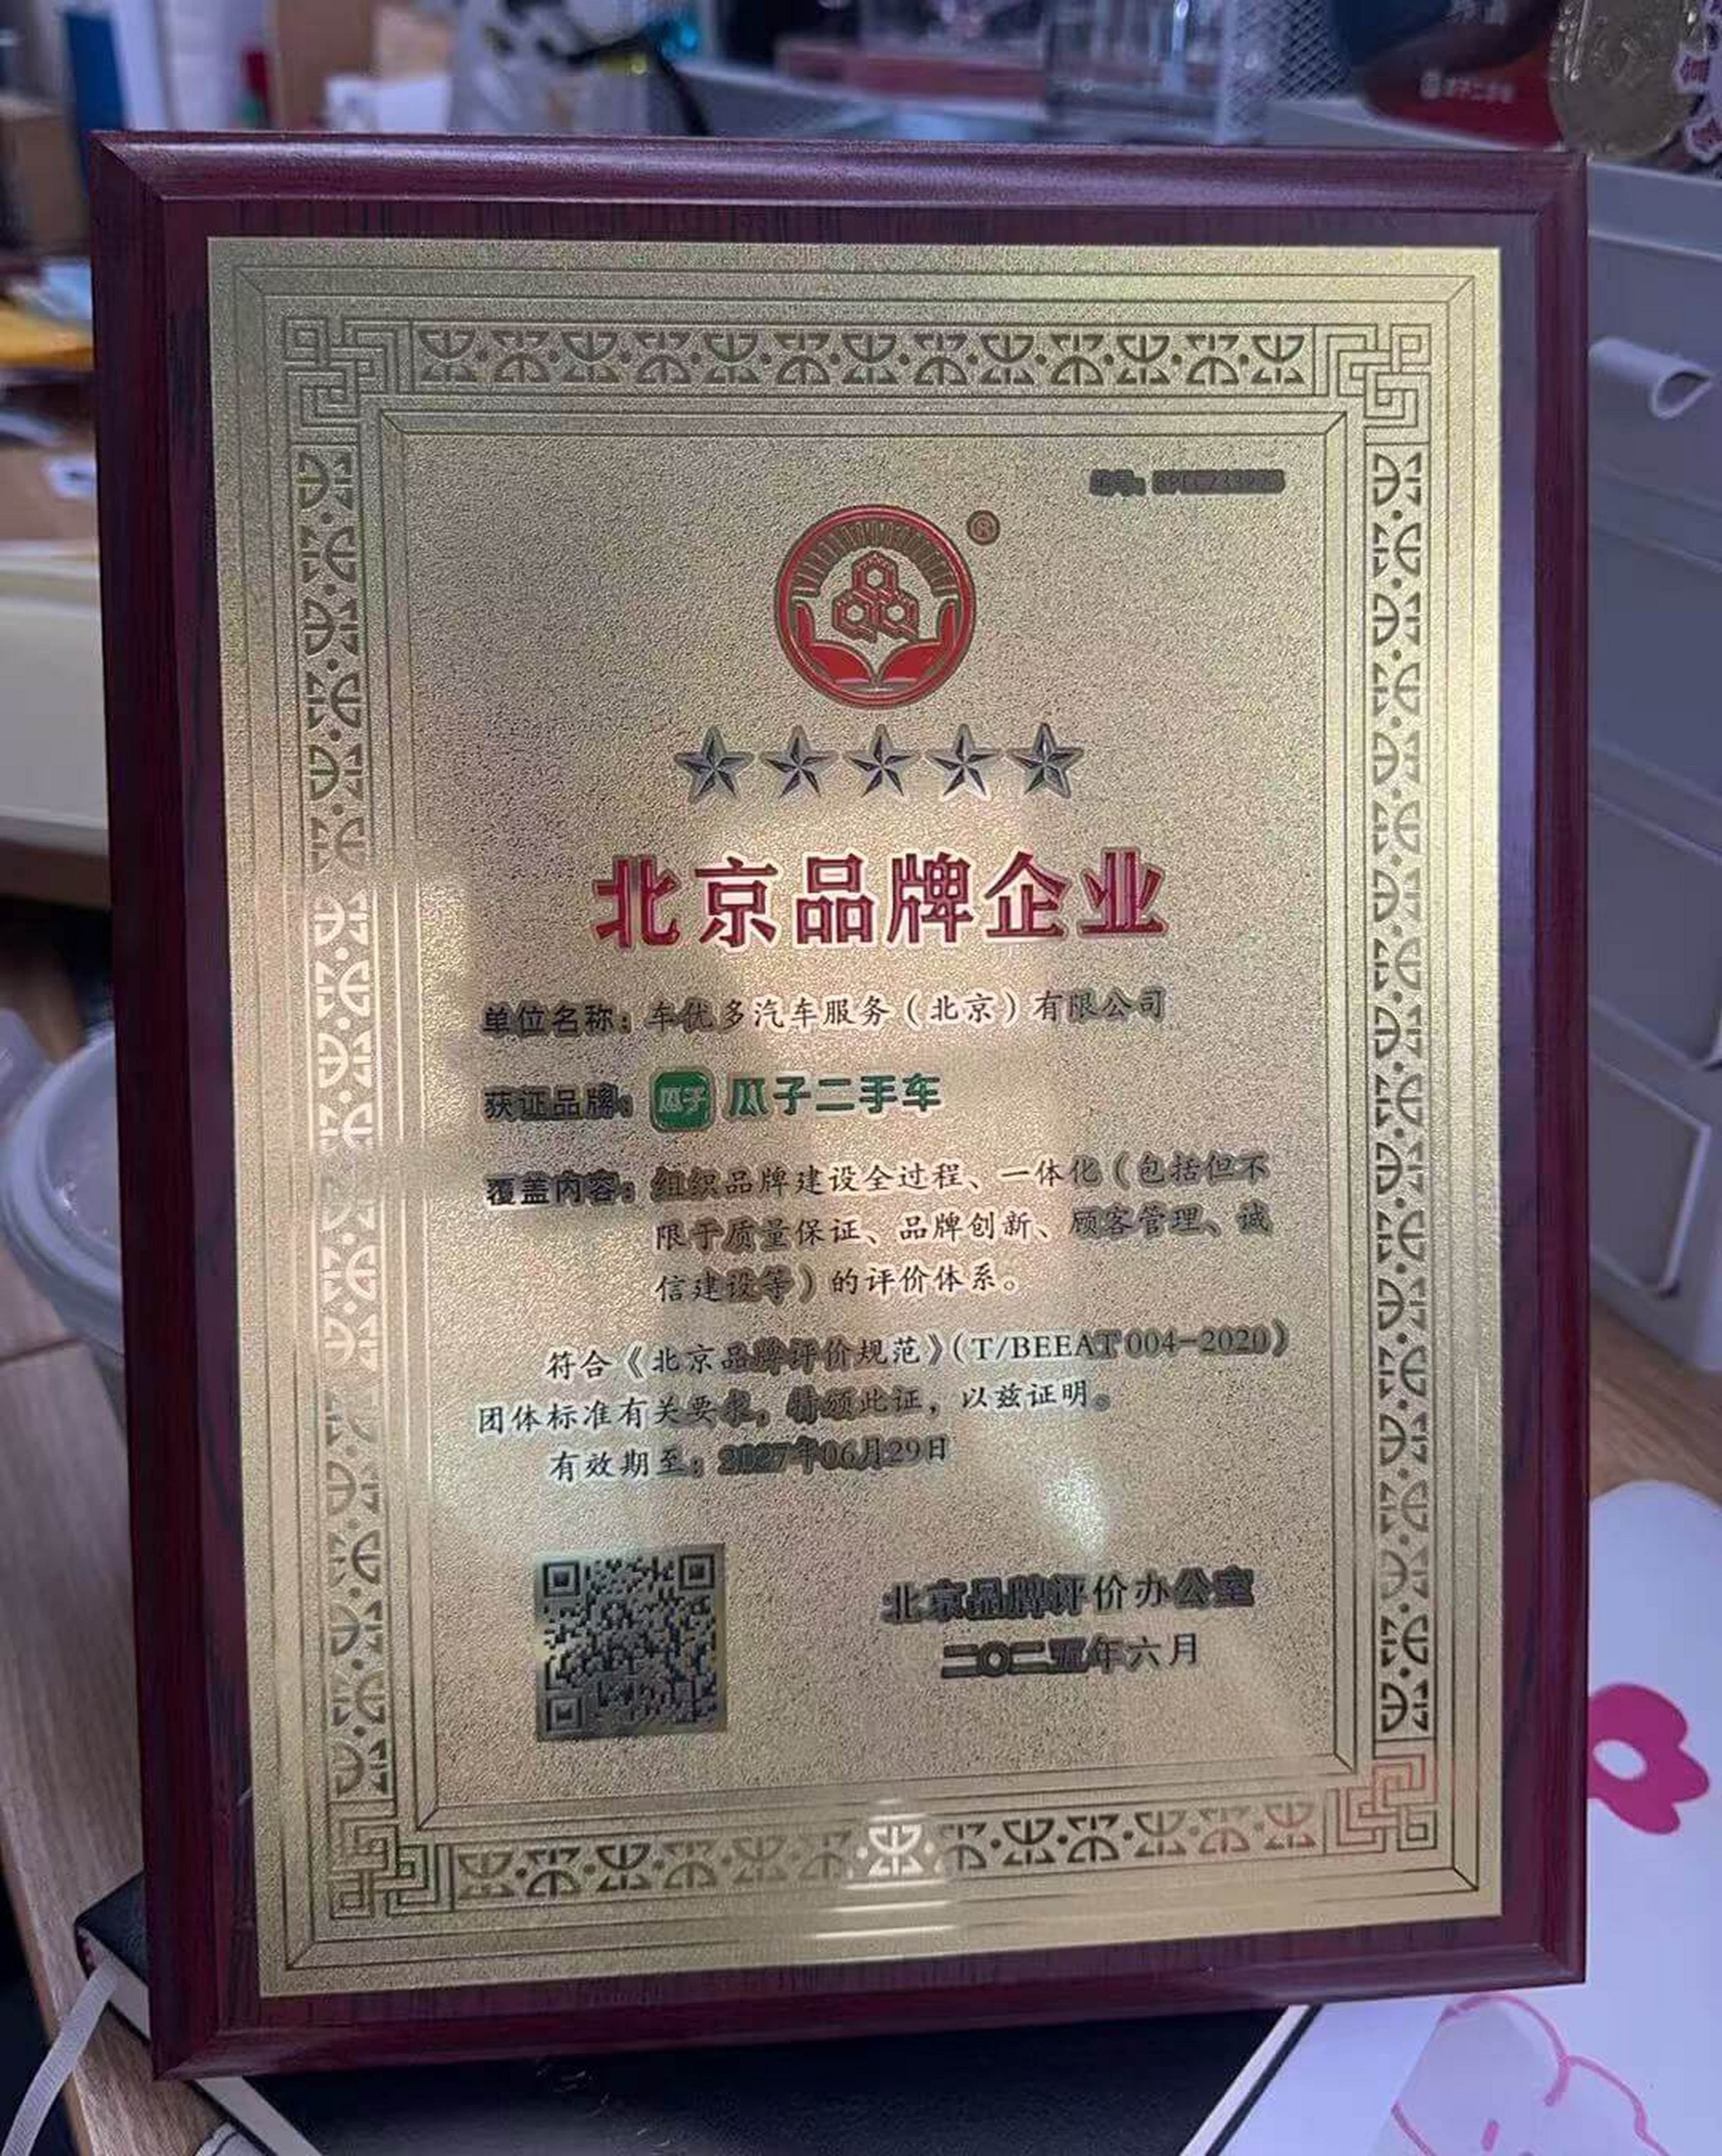 编号：
®
北京品牌企业
单位名称：车优多汽车服务（北京）有限公司
获证品牌：瓜子 瓜子二手车
覆盖内容：组织品牌建设全过程、一体化（包括但不
限于质量保证、品牌创新、顾客管理、诚
信建设等）的评价体系。
符合《北京品牌评价规范》（T/BEEAT 004-2020）
团体标准有关要求，特颁此证，以兹证明。
有效期至：2027年06月29日
北京品牌评价办公室
二〇二五年六月